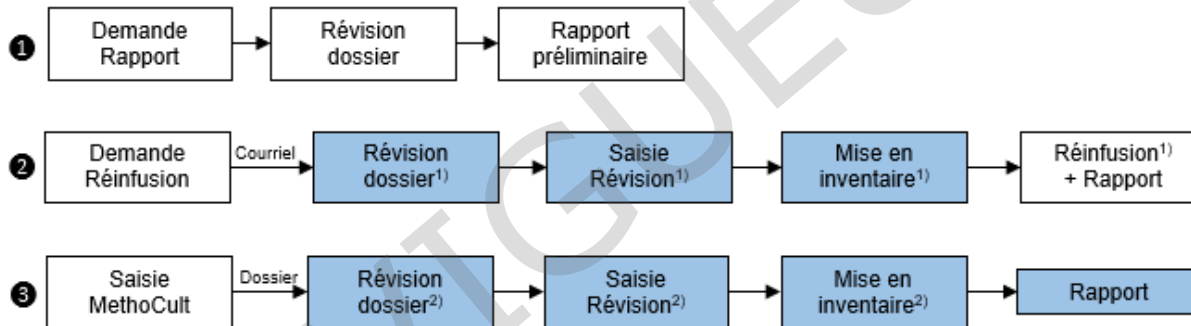 ❶ Demande Rapport → Révision dossier → Rapport préliminaire
❷ Demande Réinfusion Courriel → Révision dossier¹⁾ → Saisie Révision¹⁾ → Mise en inventaire¹⁾ → Réinfusion¹⁾ + Rapport
❸ Saisie MethoCult Dossier → Révision dossier²⁾ → Saisie Révision²⁾ → Mise en inventaire²⁾ → Rapport